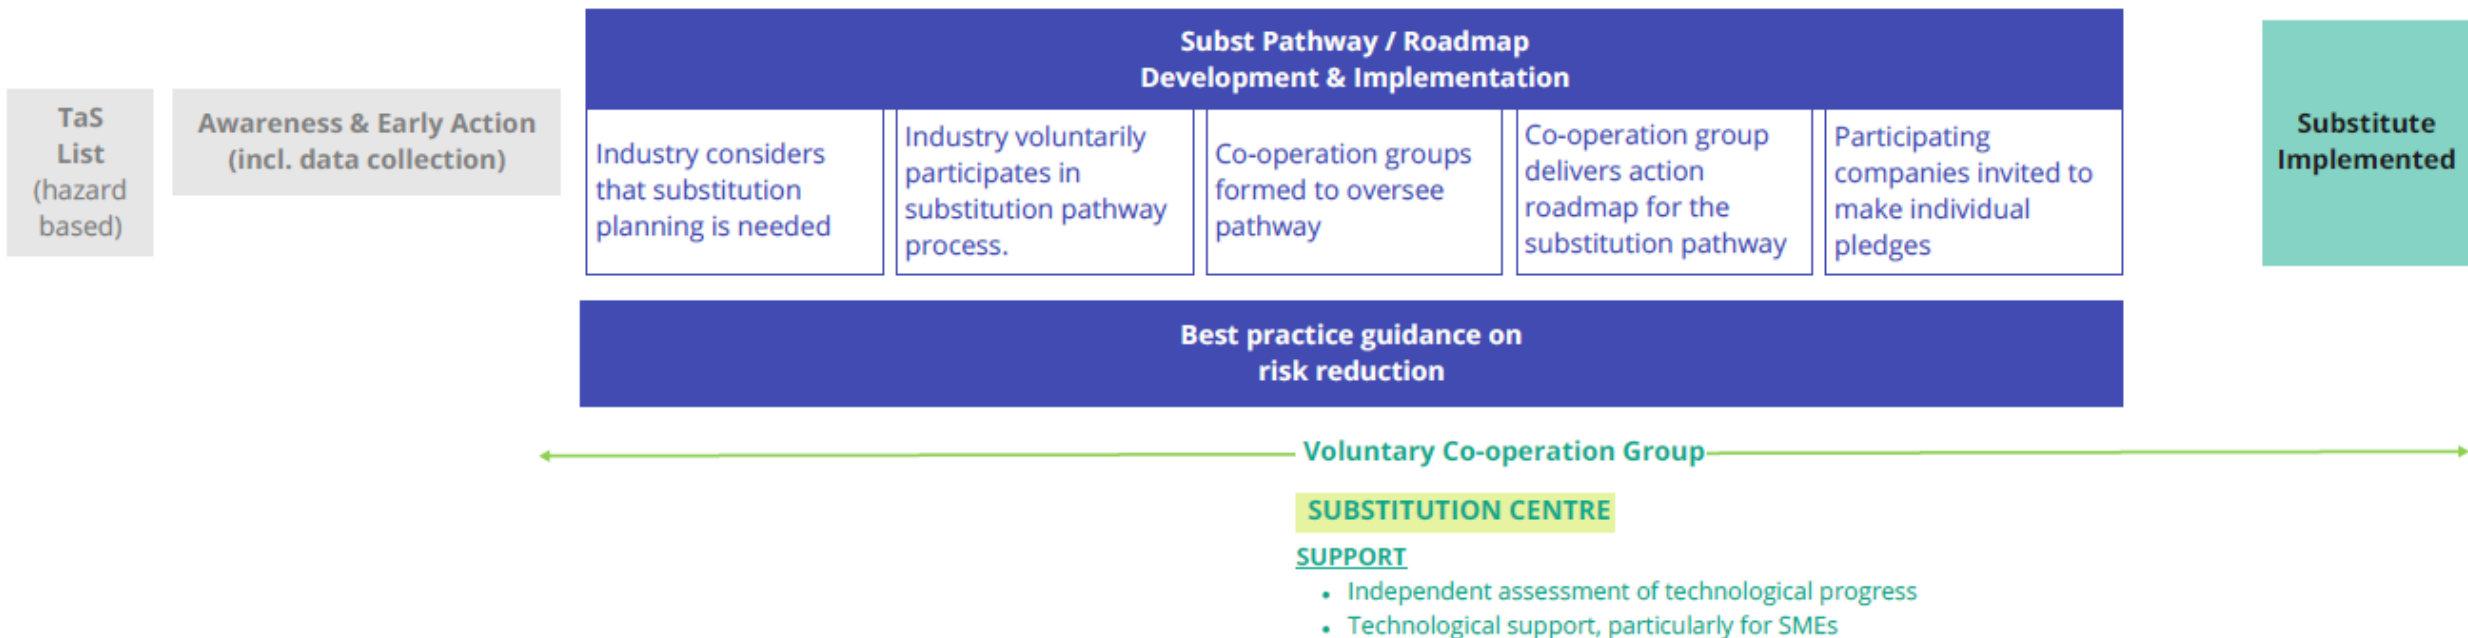 TaS
List
(hazard
based)
Awareness & Early Action
(incl. data collection)
Subst Pathway / Roadmap
Development & Implementation
Industry considers
that substitution
planning is needed
Industry voluntarily
participates in
substitution pathway
process.
Co-operation groups
formed to oversee
pathway
Co-operation group
delivers action
roadmap for the
substitution pathway
Participating
companies invited to
make individual
pledges
Substitute
Implemented
Best practice guidance on
risk reduction
Voluntary Co-operation Group
SUBSTITUTION CENTRE
SUPPORT
• Independent assessment of technological progress
• Technological support, particularly for SMEs